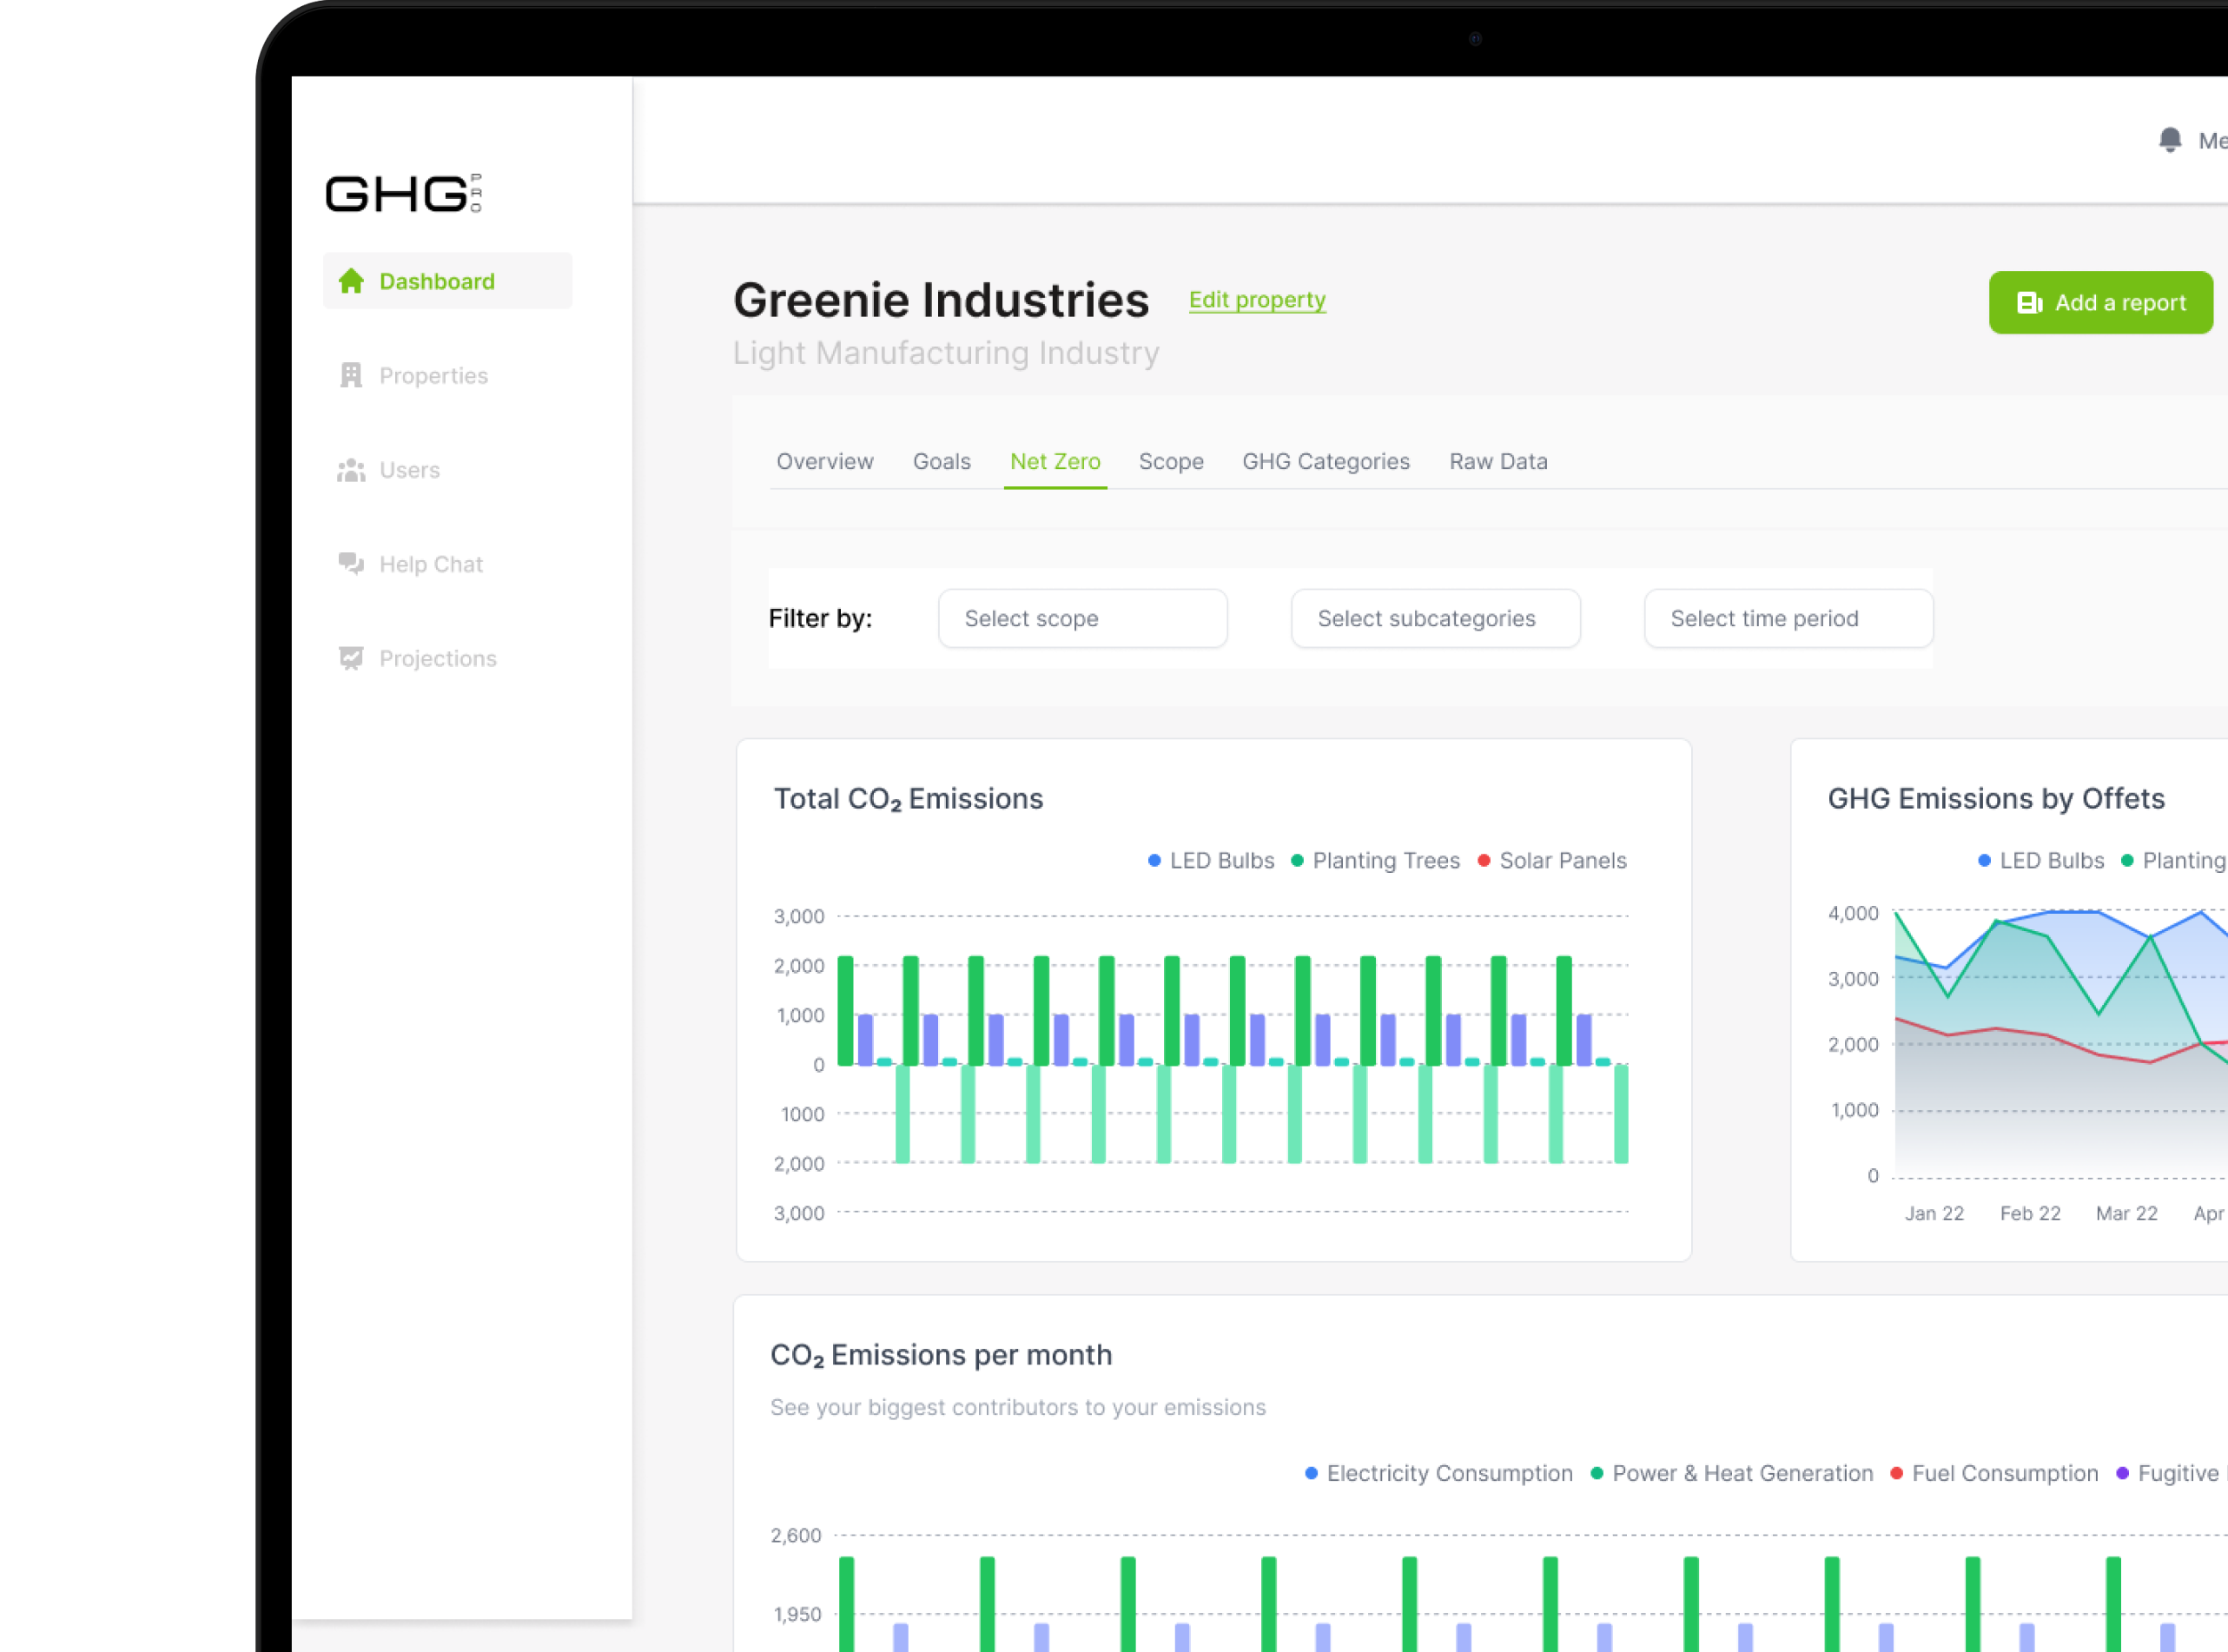 GHG PRO
Dashboard
Properties
Users
Help Chat
Projections
Me
Greenie Industries
Edit property
Add a report
Light Manufacturing Industry
Overview Goals Net Zero Scope GHG Categories Raw Data
Filter by: Select scope Select subcategories Select time period
Total CO₂ Emissions
LED Bulbs Planting Trees Solar Panels
3,000
2,000
1,000
0
1000
2,000
3,000
GHG Emissions by Offets
LED Bulbs Planting
4,000
3,000
2,000
1,000
0
Jan 22 Feb 22 Mar 22 Apr
CO₂ Emissions per month
See your biggest contributors to your emissions
Electricity Consumption Power & Heat Generation Fuel Consumption Fugitive
2,600
1,950